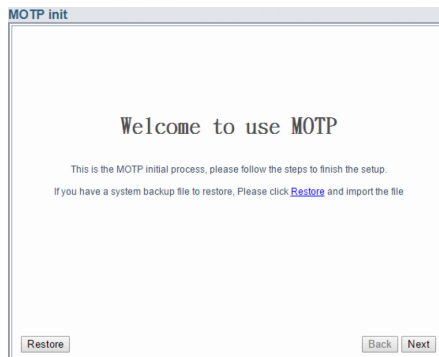 MOTP init
Welcome to use MOTP
This is the MOTP initial process, please follow the steps to finish the setup.
If you have a system backup file to restore, Please click Restore and import the file
Restore Back Next